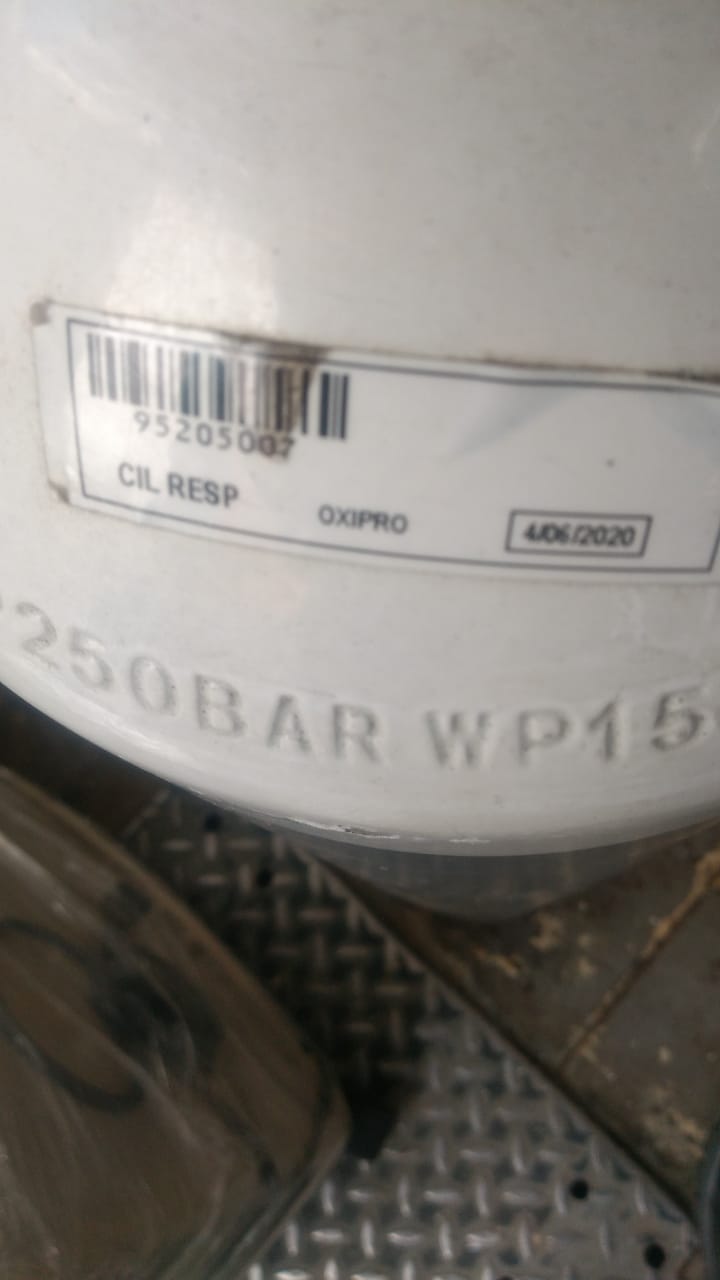 95205007
CIL RESP OXIPRO 4/06/2020
250BAR WP15